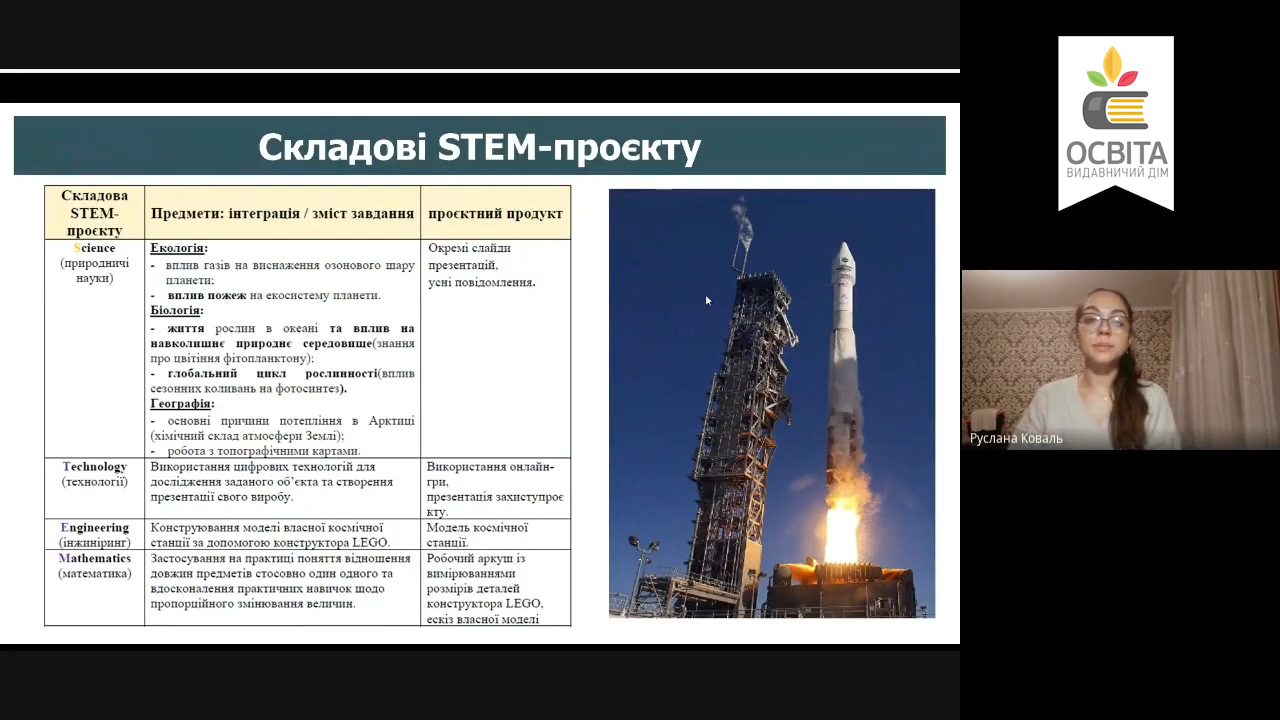 Складові STEM-проєкту
Складова
STEM-
проєкту
Предмети: інтеграція / зміст завдання
проєктний продукт
Science
(природничі
науки)
Екологія:
- вплив газів на виснаження озонового шару
планети;
- вплив пожеж на екосистему планети.
Біологія:
- життя рослин в океані та вплив на
навколишнє природнє середовище(знання
про цвітіння фітопланктону);
- глобальний цикл рослинності(вплив
сезонних коливань на фотосинтез).
Географія:
- основні причини потепління в Арктиці
(хімічний склад атмосфери Землі);
- робота з топографічними картами.
Окремі слайди
презентацій,
усні повідомлення.
Technology
(технології)
Використання цифрових технологій для
дослідження заданого об’єкта та створення
презентації свого виробу.
Використання онлайн-
гри,
презентація захиступроє
кту.
Engineering
(інжиніринг)
Конструювання моделі власної космічної
станції за допомогою конструктора LEGO.
Модель космічної
станції.
Mathematics
(математика)
Застосування на практиці поняття відношення
довжин предметів стосовно один одного та
вдосконалення практичних навичок щодо
пропорційного змінювання величин.
Робочий аркуш із
вимірюваннями
розмірів деталей
конструктора LEGO,
ескіз власної моделі
ОСВІТА
ВИДАВНИЧИЙ ДІМ
Руслана Коваль